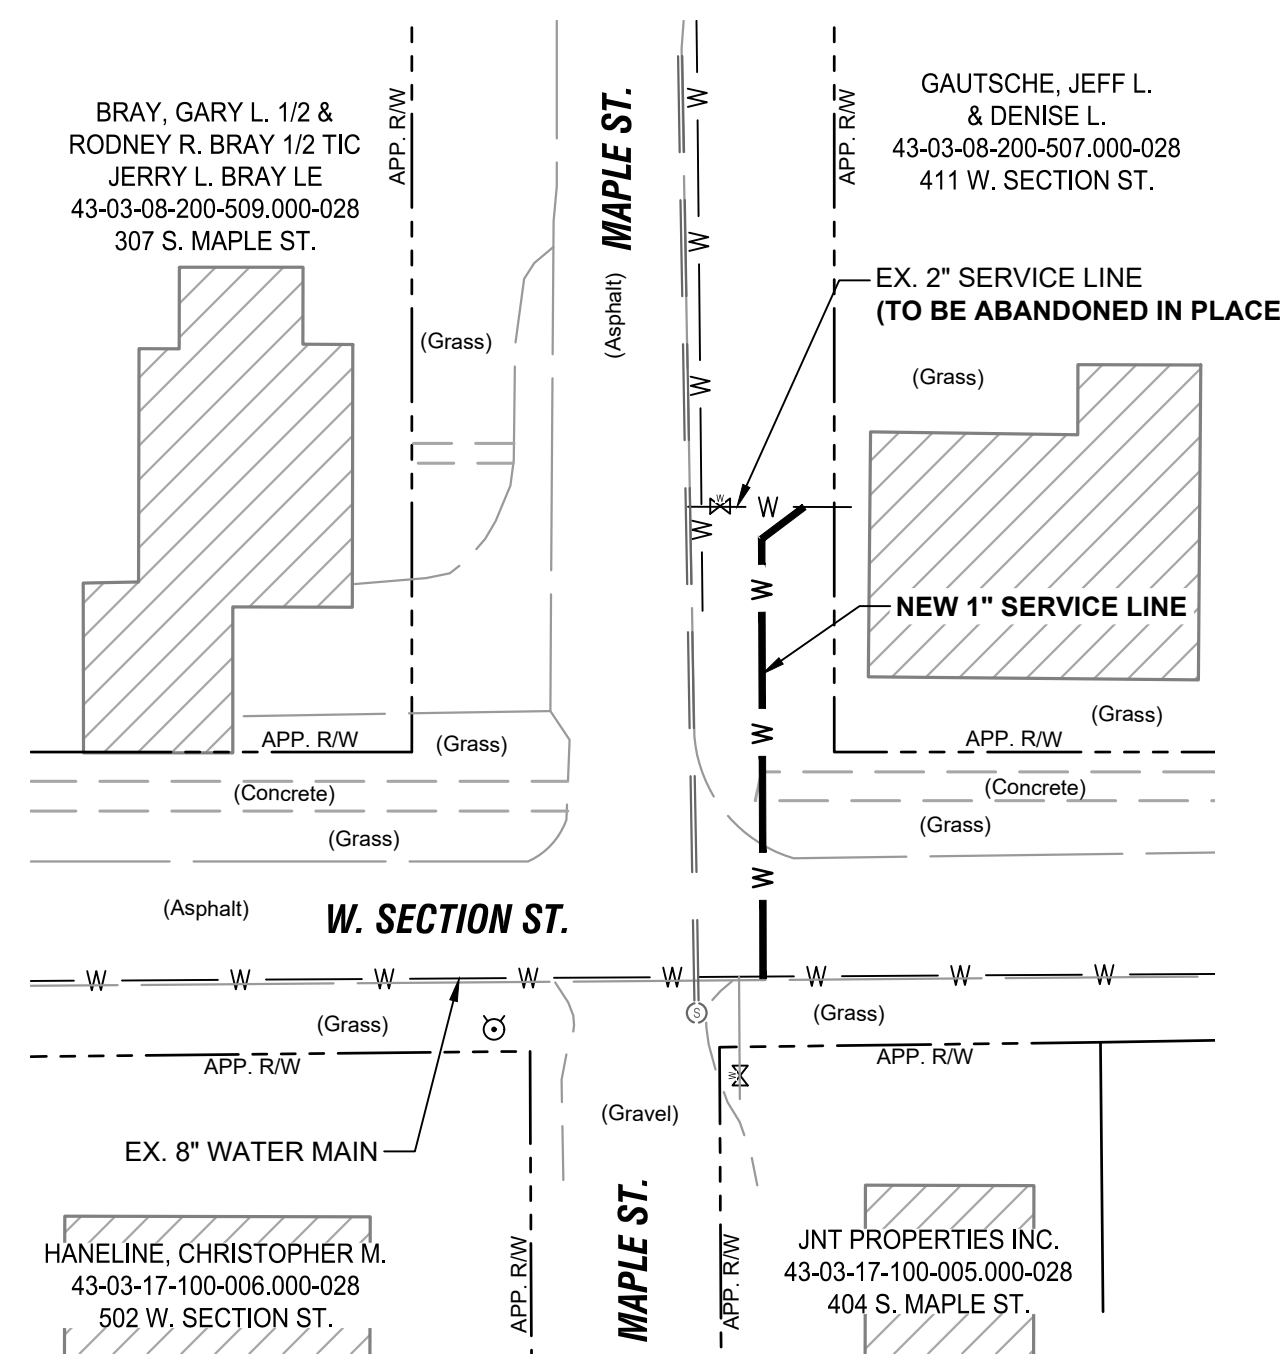 BRAY, GARY L. 1/2 &
RODNEY R. BRAY 1/2 TIC
JERRY L. BRAY LE
43-03-08-200-509.000-028
307 S. MAPLE ST.
APP. R/W
MAPLE ST.
(Asphalt)
W
APP. R/W
GAUTSCHE, JEFF L.
& DENISE L.
43-03-08-200-507.000-028
411 W. SECTION ST.
W
EX. 2" SERVICE LINE
(TO BE ABANDONED IN PLACE
(Grass)
(Grass)
W
W
W
W
W
NEW 1" SERVICE LINE
(Grass)
APP. R/W
(Grass)
W
APP. R/W
(Concrete)
(Concrete)
(Grass)
(Grass)
W
(Asphalt)
W. SECTION ST.
W
W
W
W
W
W
W
W
(Grass)
S
(Grass)
APP. R/W
APP. R/W
W
(Gravel)
EX. 8" WATER MAIN
HANELINE, CHRISTOPHER M.
43-03-17-100-006.000-028
502 W. SECTION ST.
APP. R/W
MAPLE ST.
APP. R/W
JNT PROPERTIES INC.
43-03-17-100-005.000-028
404 S. MAPLE ST.